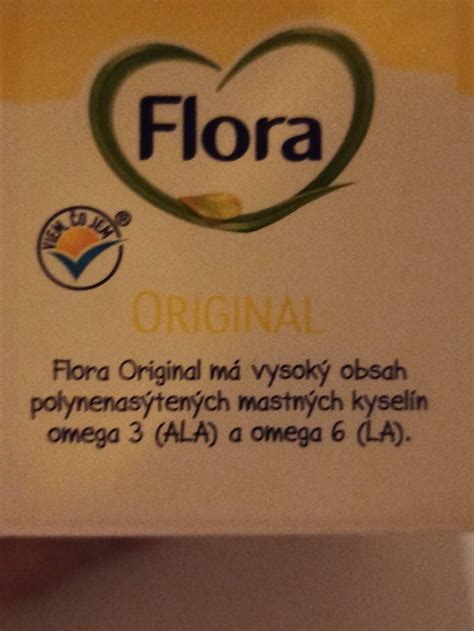 Flora
VIEM, ČO JEM®
ORIGINAL
Flora Original má vysoký obsah
polynenasýtených mastných kyselín
omega 3 (ALA) a omega 6 (LA).